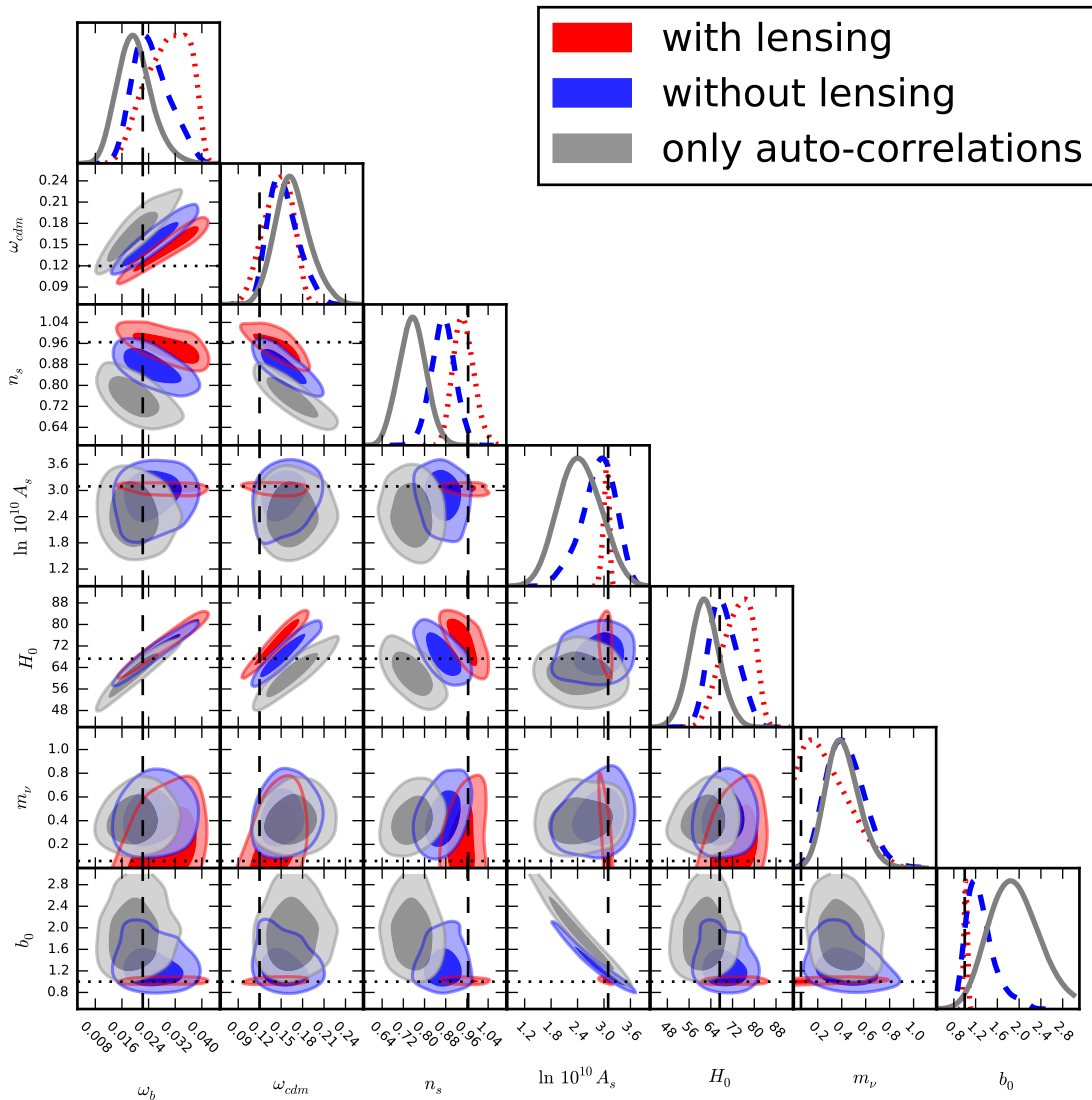 with lensing
without lensing
only auto-correlations
ω_cdm
0.24
0.21
0.18
0.15
0.12
0.09
n_s
1.04
0.96
0.88
0.80
0.72
0.64
ln 10^10 A_s
3.6
3.0
2.4
1.8
1.2
H_0
88
80
72
64
56
48
m_ν
1.0
0.8
0.6
0.4
0.2
b_0
2.8
2.4
2.0
1.6
1.2
0.8
0.008 0.016 0.024 0.032 0.040
0.09 0.12 0.15 0.18 0.21 0.24
0.64 0.72 0.80 0.88 0.96 1.04
1.2 1.8 2.4 3.0 3.6
48 56 64 72 80 88
0.2 0.4 0.6 0.8 1.0
0.8 1.2 1.6 2.0 2.4 2.8
ω_b ω_cdm n_s ln 10^10 A_s H_0 m_ν b_0